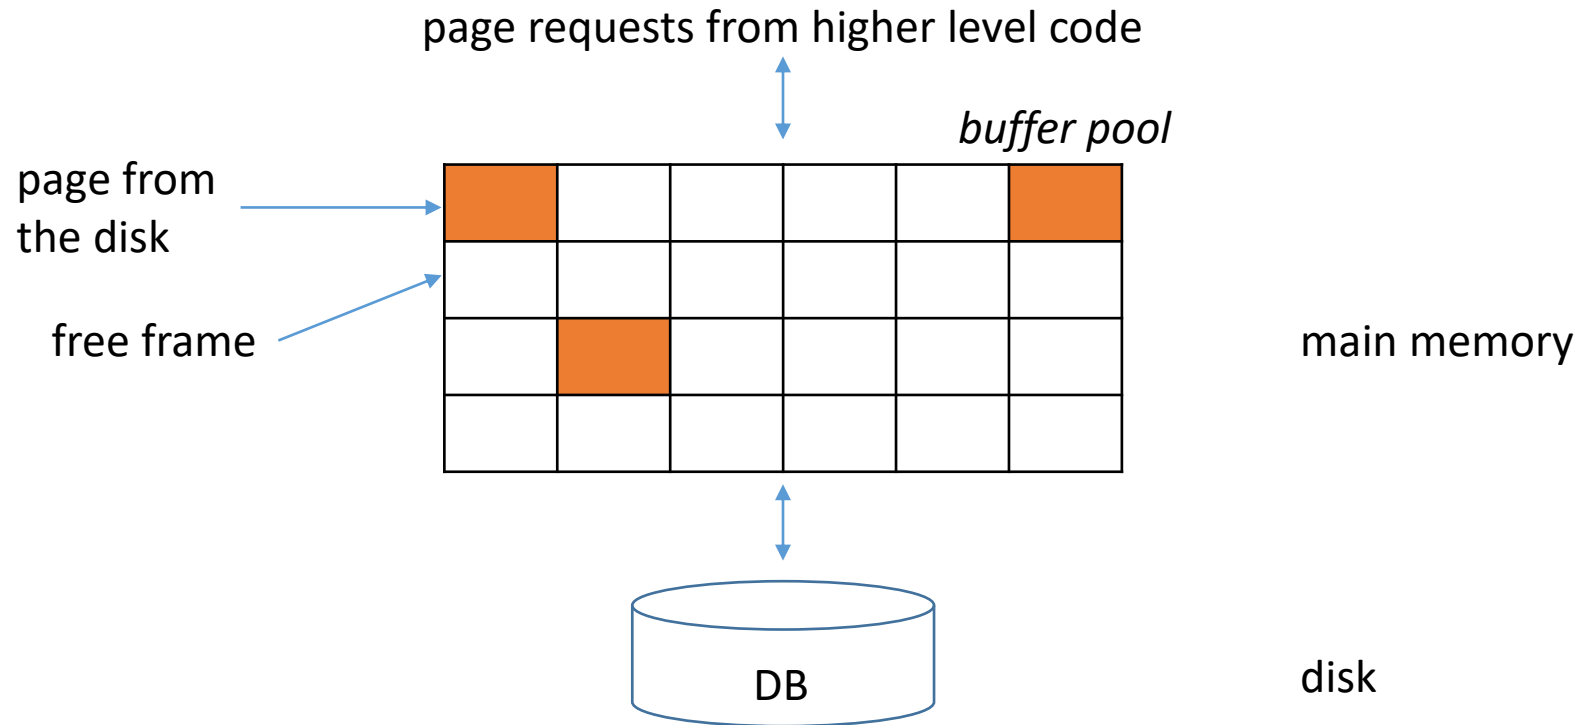 page requests from higher level code
buffer pool
page from
the disk
free frame
main memory
DB
disk